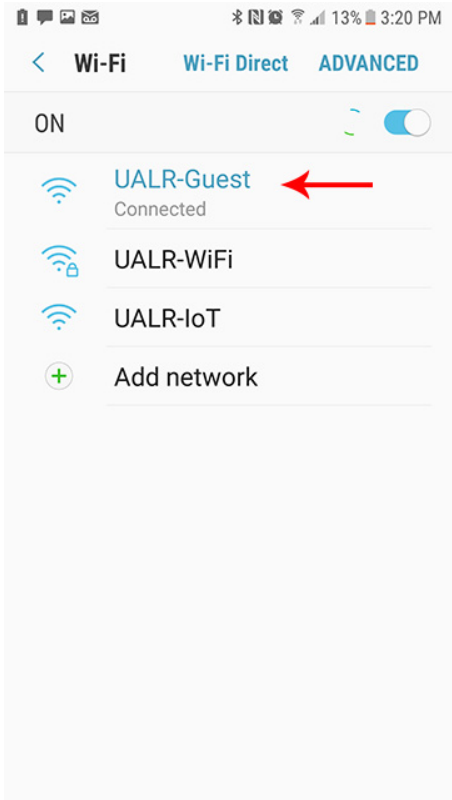 13% 3:20 PM
Wi-Fi Wi-Fi Direct ADVANCED
ON
UALR-Guest
Connected
UALR-WiFi
UALR-IoT
Add network